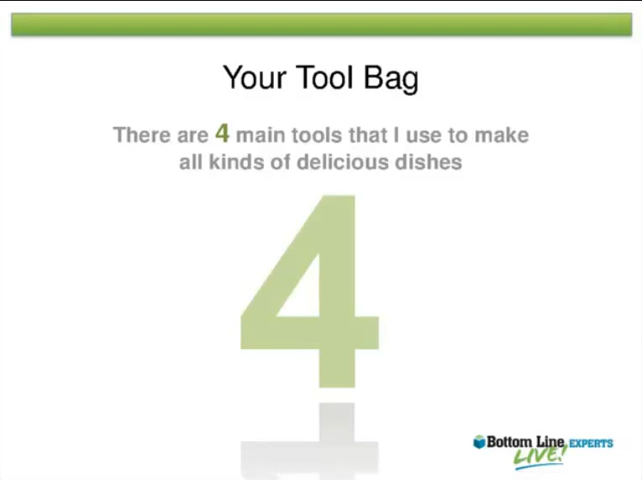 Your Tool Bag
There are 4 main tools that I use to make
all kinds of delicious dishes
4
Bottom Line EXPERTS
LIVE!